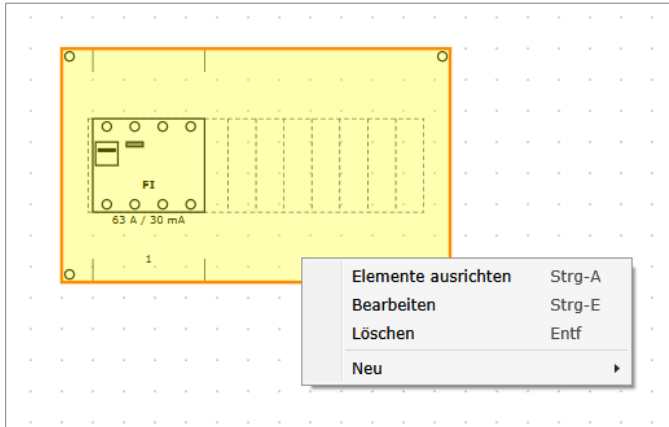 FI
63 A / 30 mA
1
Elemente ausrichten Strg-A
Bearbeiten Strg-E
Löschen Entf
Neu